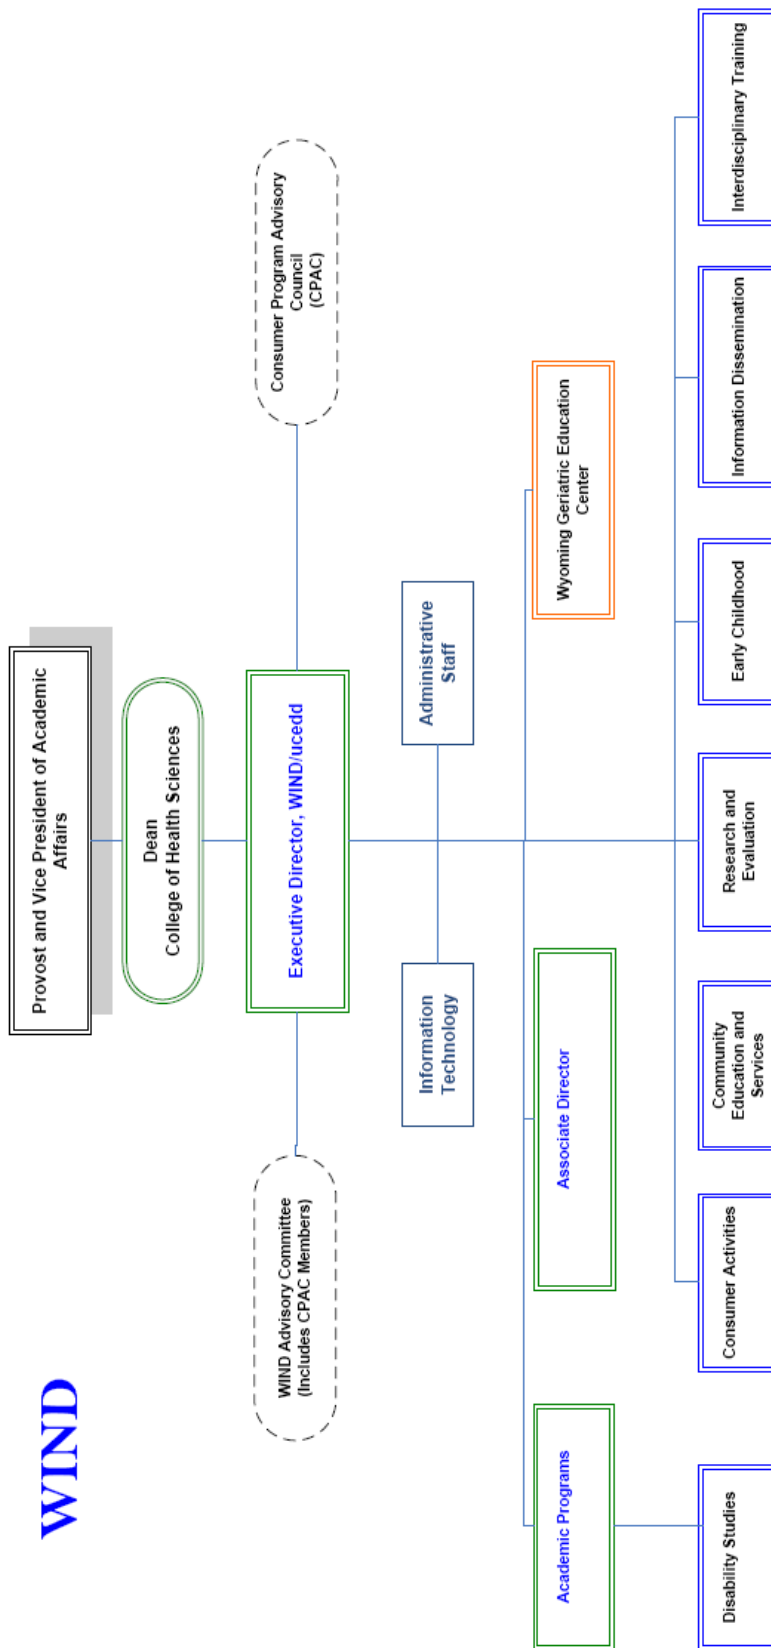 WIND
Provost and Vice President of Academic
Affairs
Dean
College of Health Sciences
WIND Advisory Committee
(Includes CPAC Members)
Executive Director, WIND/ucedd
Consumer Program Advisory
Council
(CPAC)
Information
Technology
Administrative
Staff
Academic Programs
Associate Director
Wyoming Geriatric Education
Center
Disability Studies
Consumer Activities
Community
Education and
Services
Research and
Evaluation
Early Childhood
Information Dissemination
Interdisciplinary Training